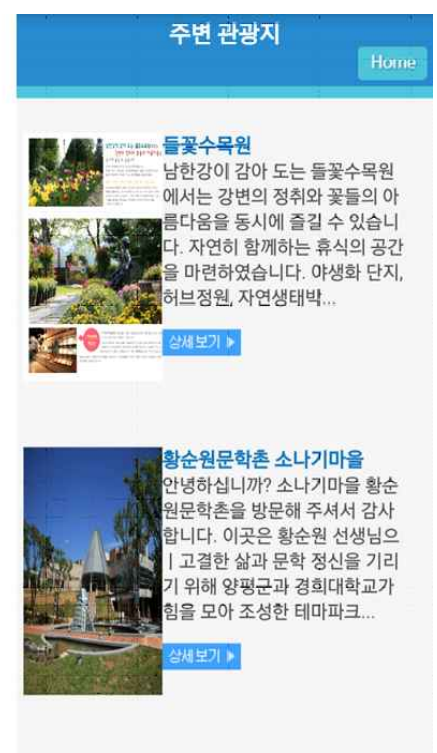 주변 관광지
Home
들꽃수목원
남한강이 감아 도는 들꽃수목원
에서는 강변의 정취와 꽃들의 아
름다움을 동시에 즐길 수 있습니
다. 자연히 함께하는 휴식의 공간
을 마련하였습니다. 야생화 단지,
허브정원, 자연생태박...
상세보기
황순원문학촌 소나기마을
안녕하십니까? 소나기마을 황순
원문학촌을 방문해 주셔서 감사
합니다. 이곳은 황순원 선생님으
ㅣ고결한 삶과 문학 정신을 기리
기 위해 양평군과 경희대학교가
힘을 모아 조성한 테마파크...
상세보기